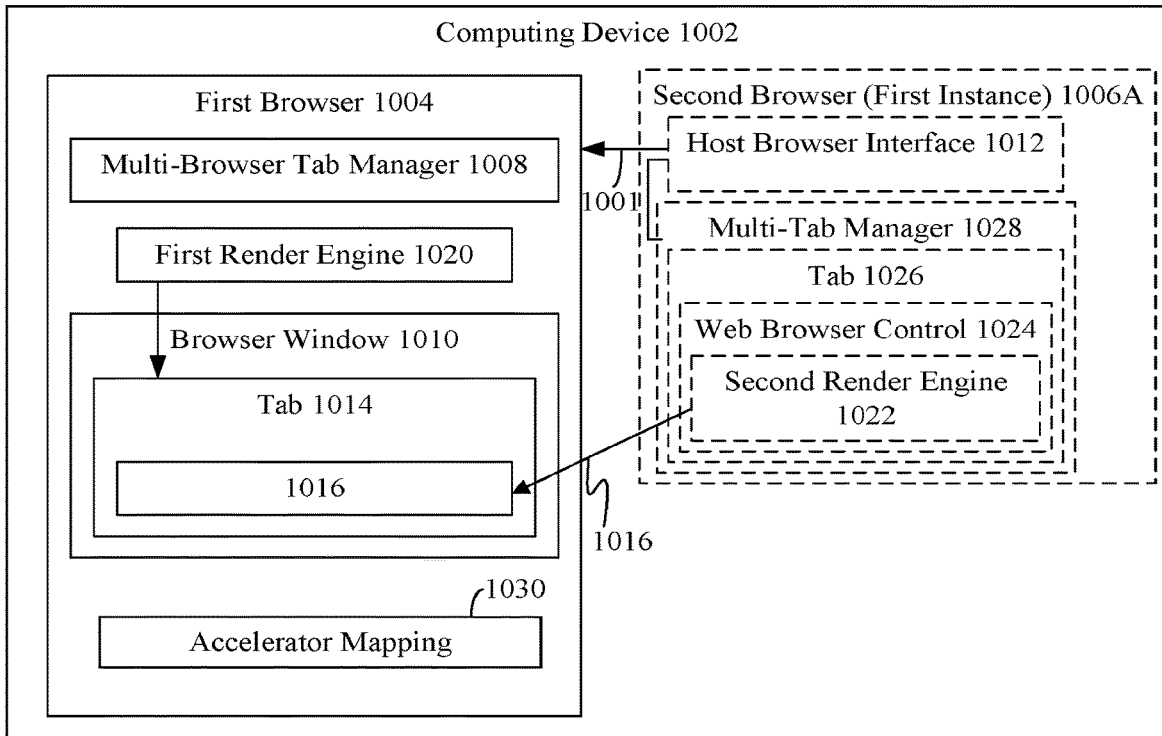 Computing Device 1002
First Browser 1004
Multi-Browser Tab Manager 1008
First Render Engine 1020
Browser Window 1010
Tab 1014
1016
1030
Accelerator Mapping
Second Browser (First Instance) 1006A
Host Browser Interface 1012
1001
Multi-Tab Manager 1028
Tab 1026
Web Browser Control 1024
Second Render Engine
1022
1016